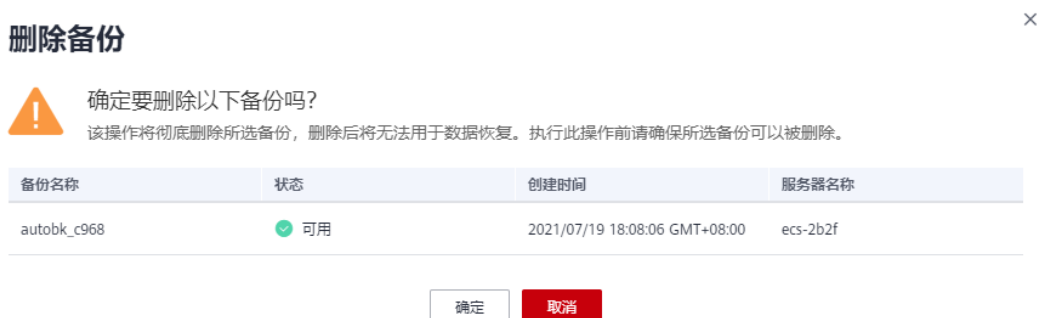 删除备份
确定要删除以下备份吗?
该操作将彻底删除所选备份，删除后将无法用于数据恢复。执行此操作前请确保所选备份可以被删除。
备份名称 状态 创建时间 服务器名称
autobk_c968 可用 2021/07/19 18:08:06 GMT+08:00 ecs-2b2f
确定 取消